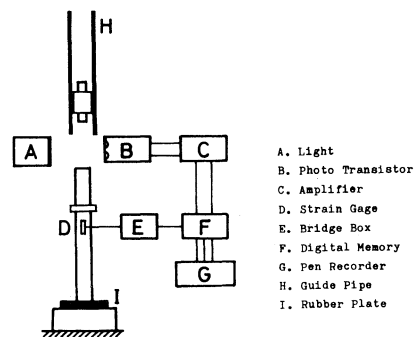 H
A
B
C
D
E
F
G
I
A. Light
B. Photo Transistor
C. Amplifier
D. Strain Gage
E. Bridge Box
F. Digital Memory
G. Pen Recorder
H. Guide Pipe
I. Rubber Plate